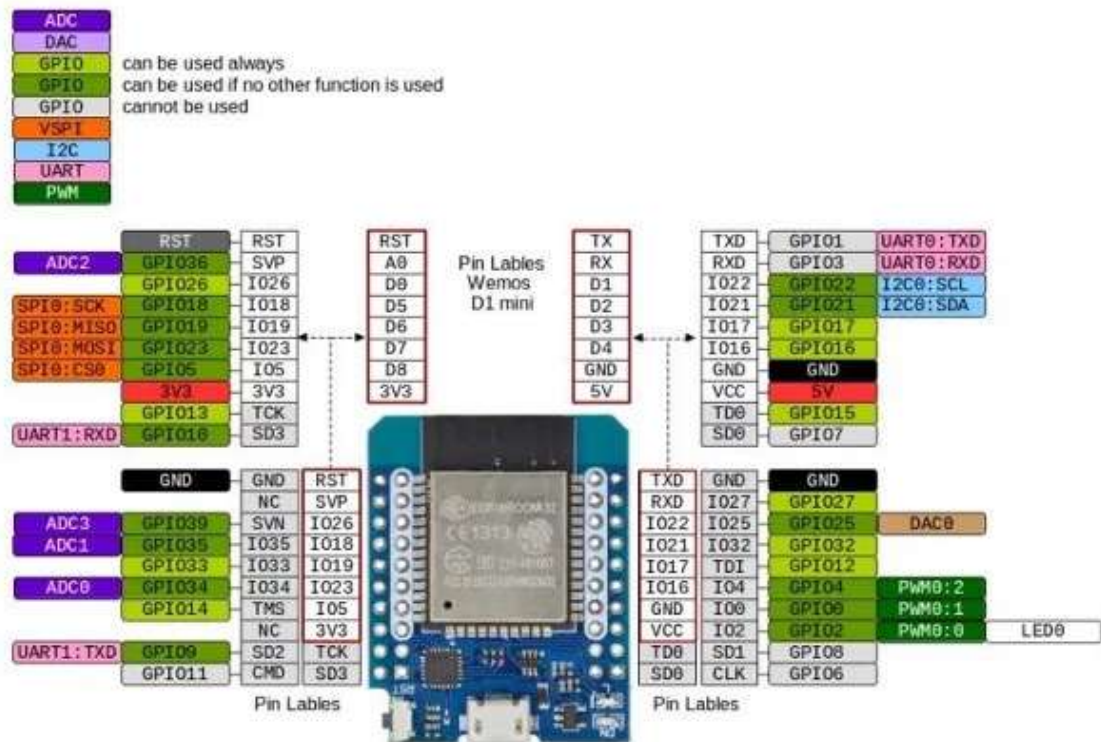 ADC
DAC
GPIO can be used always
GPIO can be used if no other function is used
GPIO cannot be used
VSPI
I2C
UART
PWM
RST RST RST Pin Lables TX TXD GPIO1 UART0:TXD
ADC2 GPIO36 SVP A0 Wemos RX RXD GPIO3 UART0:RXD
GPIO26 IO26 D0 D1 mini D1 IO22 GPIO22 I2C0:SCL
SPI0:SCK GPIO18 IO18 D5 D2 IO21 GPIO21 I2C0:SDA
SPI0:MISO GPIO19 IO19 D6 D3 IO17 GPIO17
SPI0:MOSI GPIO23 IO23 D7 D4 IO16 GPIO16
SPI0:CS0 GPIO5 IO5 D8 GND GND GND
3V3 3V3 3V3 5V VCC 5V
GPIO13 TCK TD0 GPIO15
UART1:RXD GPIO10 SD3 SD0 GPIO7
GND GND RST TXD GND GND
NC SVP RXD IO27 GPIO27
ADC3 GPIO39 SVN IO26 IO22 IO25 GPIO25 DAC0
ADC1 GPIO35 IO35 IO18 IO21 IO32 GPIO32
GPIO33 IO33 IO19 IO17 TDI GPIO12
ADC0 GPIO34 IO34 IO23 IO16 IO4 GPIO4 PWM0:2
GPIO14 TMS IO5 GND IO0 GPIO0 PWM0:1
NC 3V3 VCC IO2 GPIO2 PWM0:0 LED0
UART1:TXD GPIO9 SD2 TCK TD0 SD1 GPIO8
GPIO11 CMD SD3 SD0 CLK GPIO6
Pin Lables Pin Lables
RST